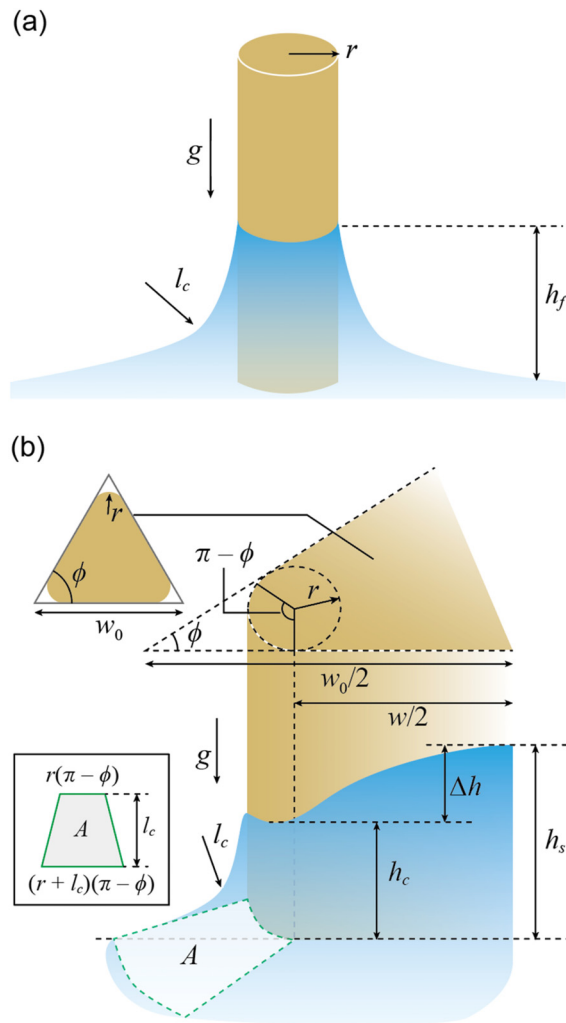 (a)
r
g
l_c
h_f
(b)
r
π − ϕ
ϕ
r
w_0
ϕ
w_0/2
w/2
g
Δh
r(π − ϕ)
A
l_c
l_c
h_c
h_s
(r + l_c)(π − ϕ)
A